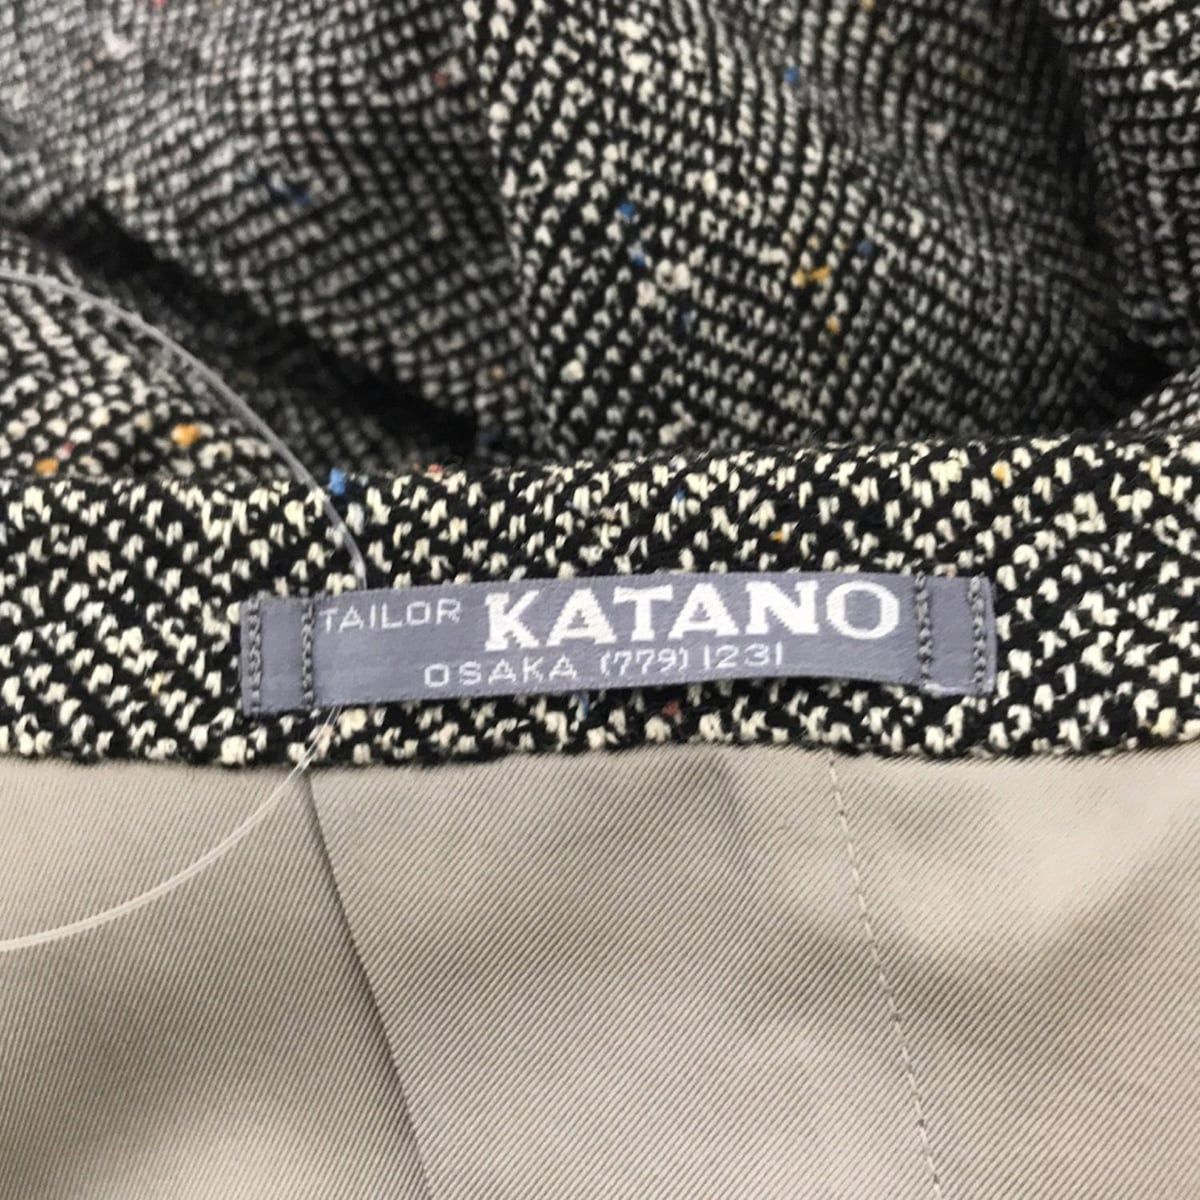 TAILOR KATANO
OSAKA (779) 1231